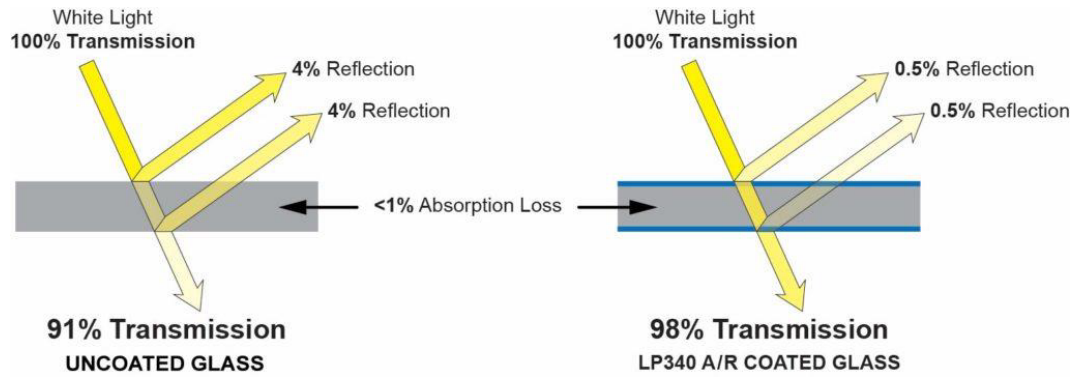 White Light
100% Transmission
4% Reflection
4% Reflection
White Light
100% Transmission
0.5% Reflection
0.5% Reflection
<1% Absorption Loss
91% Transmission
UNCOATED GLASS
98% Transmission
LP340 A/R COATED GLASS